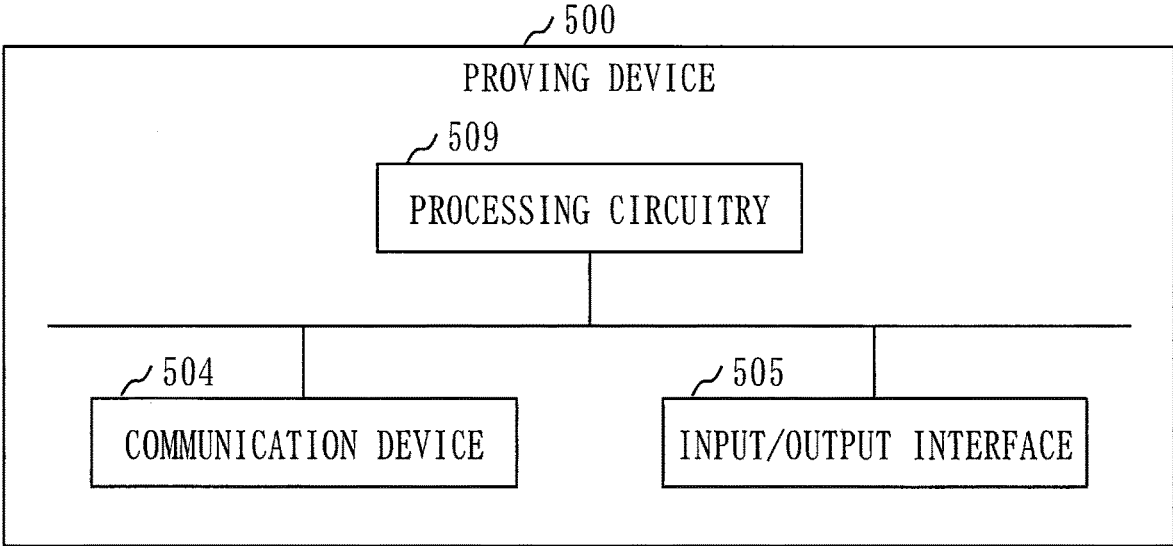 500
PROVING DEVICE
509
PROCESSING CIRCUITRY
504
COMMUNICATION DEVICE
505
INPUT/OUTPUT INTERFACE